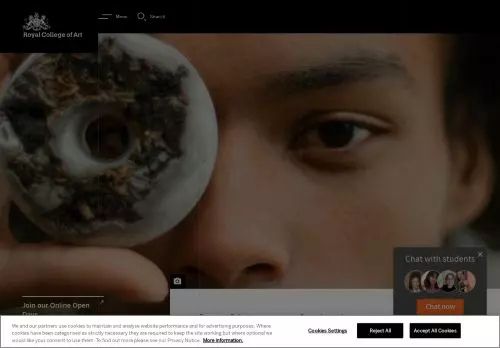 Royal College of Art
Menu
Search
Join our Online Open
Days
Chat with students
Chat now
We and our partners use cookies to maintain and analyse website performance and for advertising purposes. Where
cookies have been categorised as strictly necessary they are required to keep the site working but where optional we
would like your consent to use them. To find out more please see our Privacy Notice. More information.
Cookies Settings
Reject All
Accept All Cookies